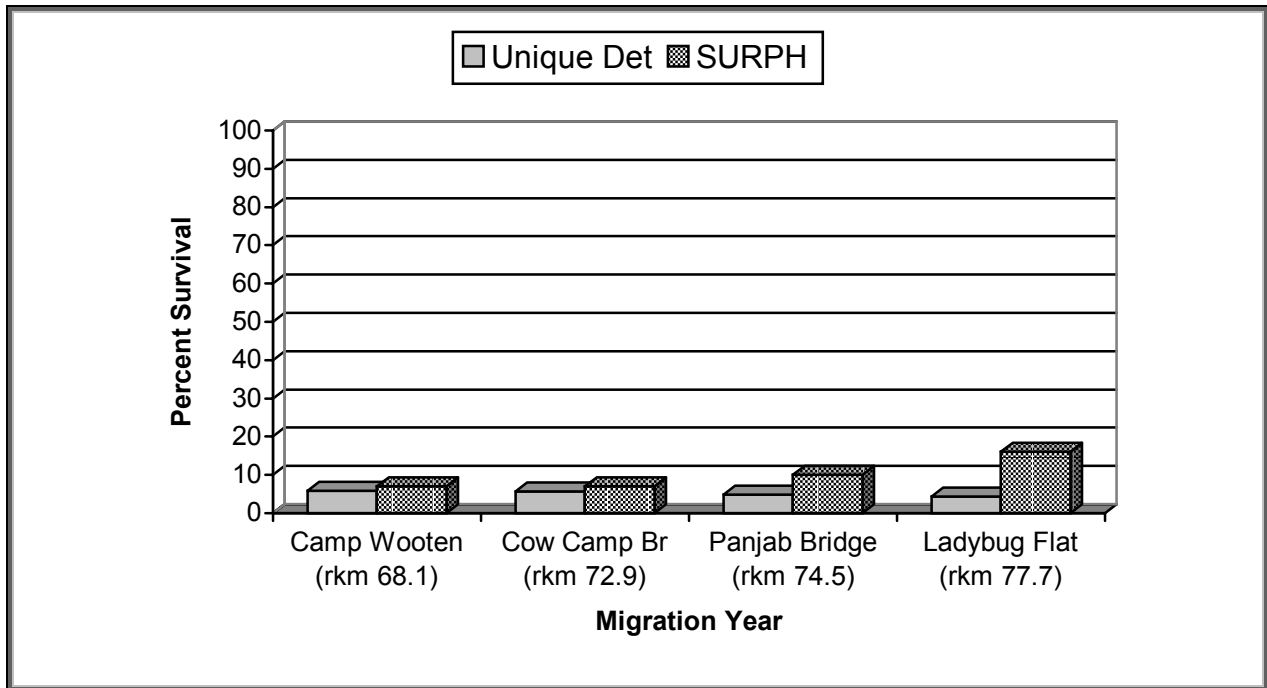 Unique Det SURPH
100
90
80
70
60
50
40
30
20
10
0
Percent Survival
Camp Wooten Cow Camp Br Panjab Bridge Ladybug Flat
(rkm 68.1) (rkm 72.9) (rkm 74.5) (rkm 77.7)
Migration Year